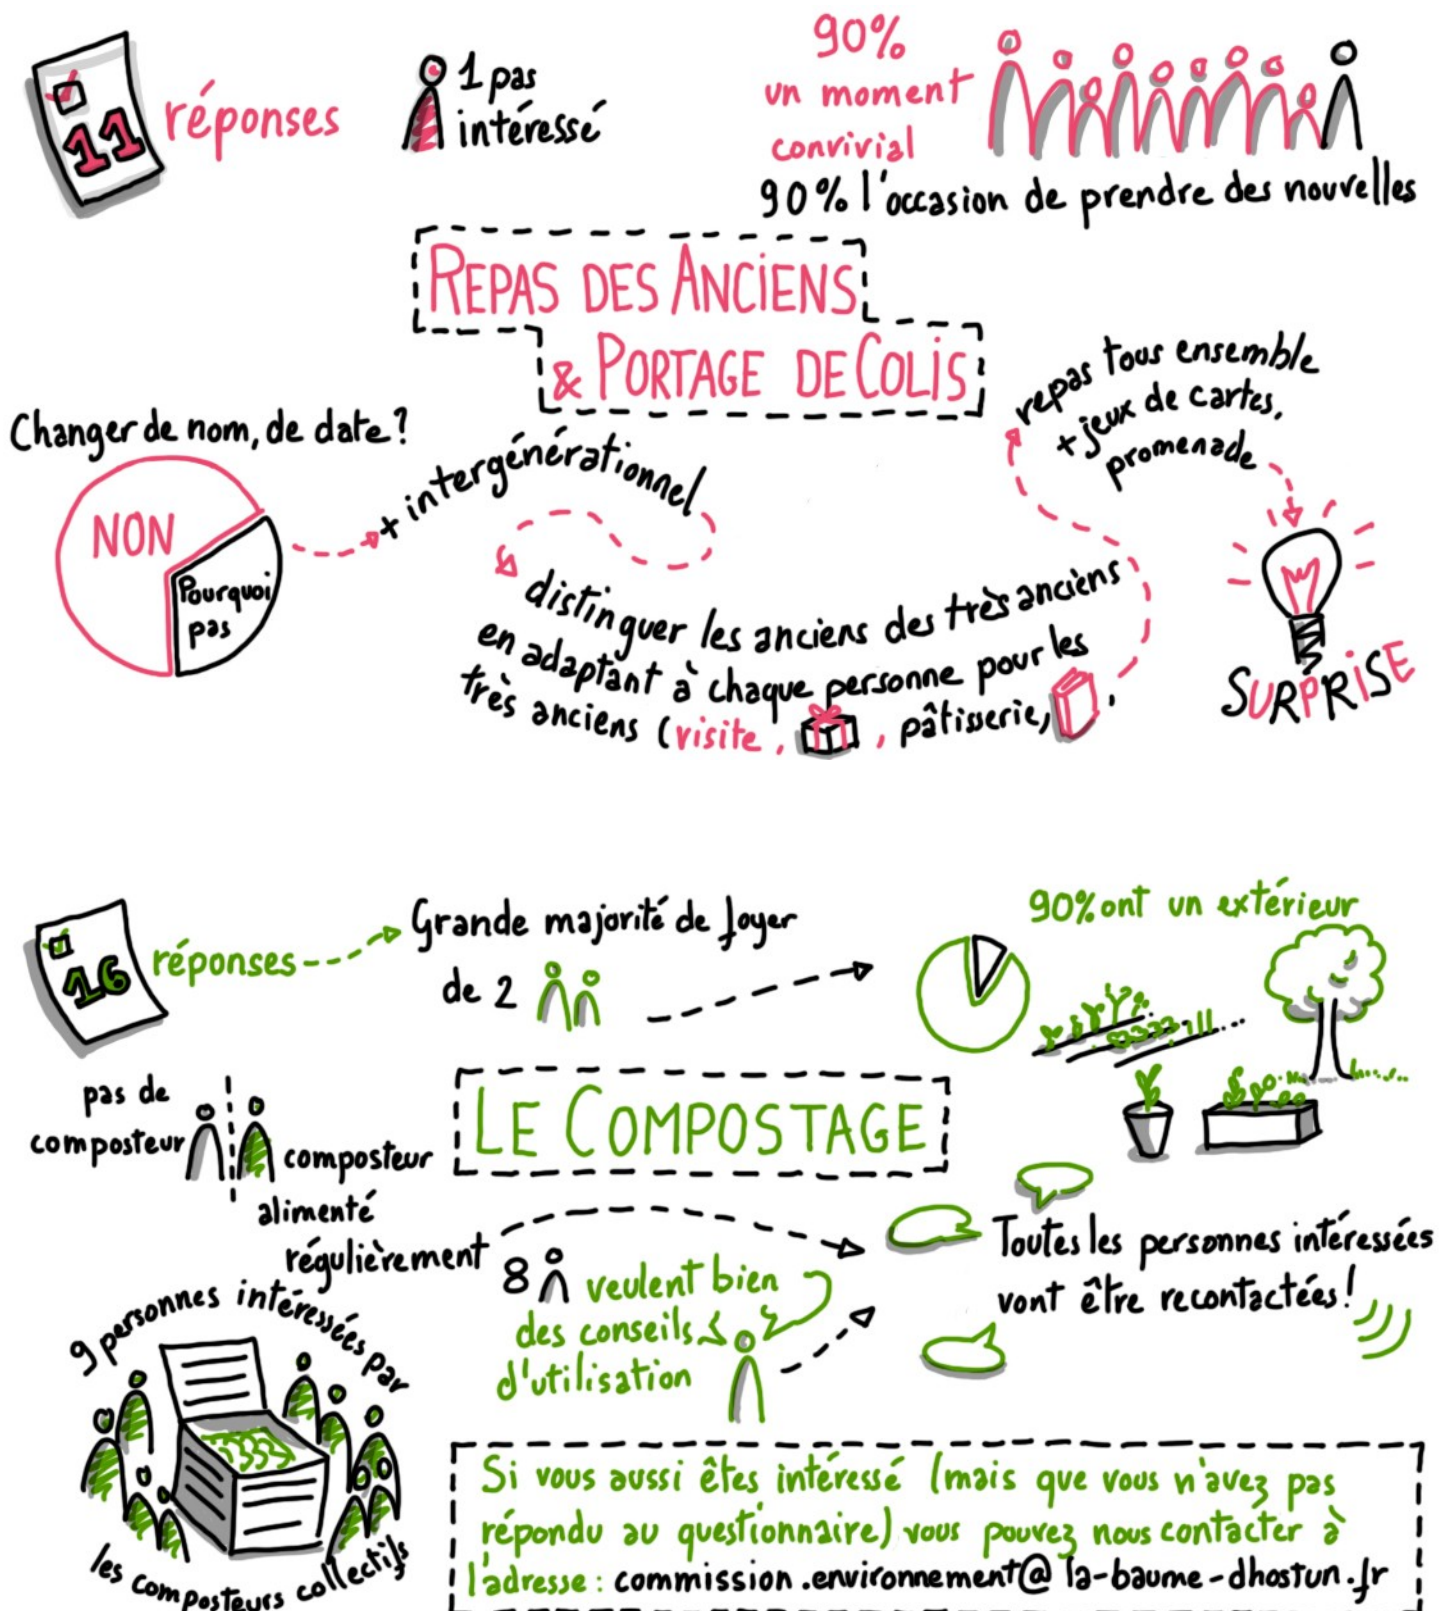 11 réponses
1 pas
intéressé
90%
un moment
convivial
90% l'occasion de prendre des nouvelles
REPAS DES ANCIENS
& PORTAGE DE COLIS
Changer de nom, de date?
NON
Pourquoi
pas
+ intergénérationnel
distinguer les anciens des très anciens
en adaptant à chaque personne pour les
très anciens (visite, , pâtisserie, ,
repas tous ensemble
+ jeux de cartes,
promenade
SURPRISE
16 réponses
Grande majorité de foyer
de 2
90% ont un extérieur
LE COMPOSTAGE
pas de
composteur
composteur
alimenté
régulièrement
9 personnes intéressées par
les composteurs collectifs
8 veulent bien
des conseils
d'utilisation
Toutes les personnes intéressées
vont être recontactées!
Si vous aussi êtes intéressé (mais que vous n'avez pas
répondu au questionnaire) vous pouvez nous contacter à
l'adresse : commission.environnement@la-baume-dhostun.fr